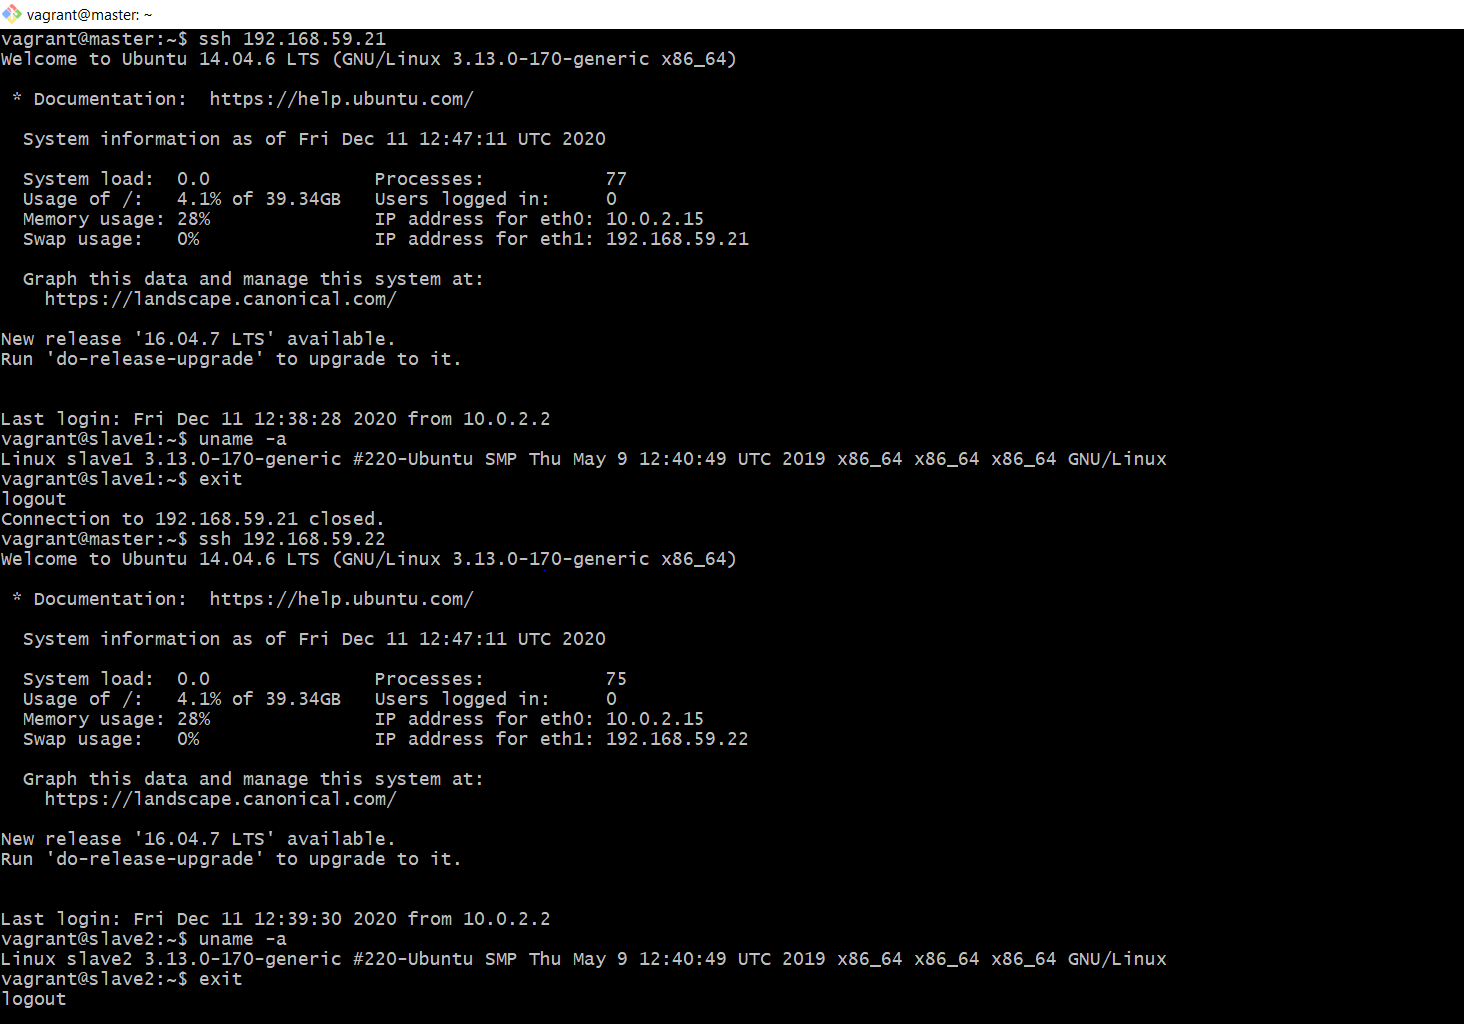 vagrant@master: ~
vagrant@master:~$ ssh 192.168.59.21
Welcome to Ubuntu 14.04.6 LTS (GNU/Linux 3.13.0-170-generic x86_64)
* Documentation:  https://help.ubuntu.com/
System information as of Fri Dec 11 12:47:11 UTC 2020
System load:  0.0               Processes:           77
Usage of /:   4.1% of 39.34GB   Users logged in:     0
Memory usage: 28%               IP address for eth0: 10.0.2.15
Swap usage:   0%                IP address for eth1: 192.168.59.21
Graph this data and manage this system at:
https://landscape.canonical.com/
New release '16.04.7 LTS' available.
Run 'do-release-upgrade' to upgrade to it.
Last login: Fri Dec 11 12:38:28 2020 from 10.0.2.2
vagrant@slave1:~$ uname -a
Linux slave1 3.13.0-170-generic #220-Ubuntu SMP Thu May 9 12:40:49 UTC 2019 x86_64 x86_64 x86_64 GNU/Linux
vagrant@slave1:~$ exit
logout
Connection to 192.168.59.21 closed.
vagrant@master:~$ ssh 192.168.59.22
Welcome to Ubuntu 14.04.6 LTS (GNU/Linux 3.13.0-170-generic x86_64)
* Documentation:  https://help.ubuntu.com/
System information as of Fri Dec 11 12:47:11 UTC 2020
System load:  0.0               Processes:           75
Usage of /:   4.1% of 39.34GB   Users logged in:     0
Memory usage: 28%               IP address for eth0: 10.0.2.15
Swap usage:   0%                IP address for eth1: 192.168.59.22
Graph this data and manage this system at:
https://landscape.canonical.com/
New release '16.04.7 LTS' available.
Run 'do-release-upgrade' to upgrade to it.
Last login: Fri Dec 11 12:39:30 2020 from 10.0.2.2
vagrant@slave2:~$ uname -a
Linux slave2 3.13.0-170-generic #220-Ubuntu SMP Thu May 9 12:40:49 UTC 2019 x86_64 x86_64 x86_64 GNU/Linux
vagrant@slave2:~$ exit
logout